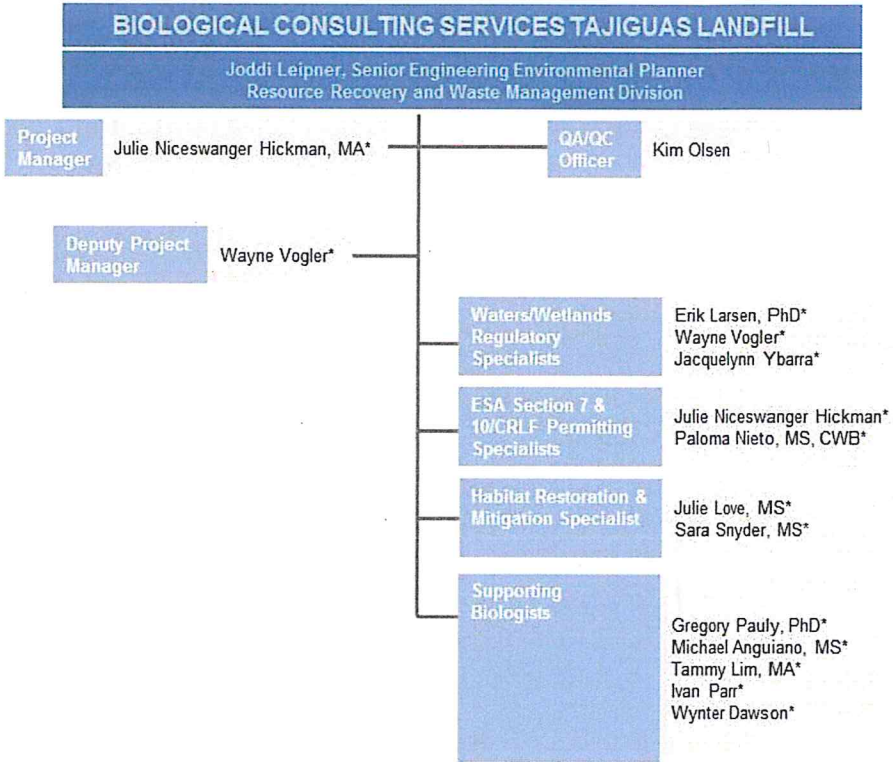 BIOLOGICAL CONSULTING SERVICES TAJIGUAS LANDFILL
Joddi Leipner, Senior Engineering Environmental Planner
Resource Recovery and Waste Management Division
Project
Manager
Julie Niceswanger Hickman, MA*
QA/QC
Officer
Kim Olsen
Deputy Project
Manager
Wayne Vogler*
Waters/Wetlands
Regulatory
Specialists
Erik Larsen, PhD*
Wayne Vogler*
Jacquelynn Ybarra*
ESA Section 7 &
10/CRLF Permitting
Specialists
Julie Niceswanger Hickman*
Paloma Nieto, MS, CWB*
Habitat Restoration &
Mitigation Specialist
Julie Love, MS*
Sara Snyder, MS*
Supporting
Biologists
Gregory Pauly, PhD*
Michael Anguiano, MS*
Tammy Lim, MA*
Ivan Parr*
Wynter Dawson*